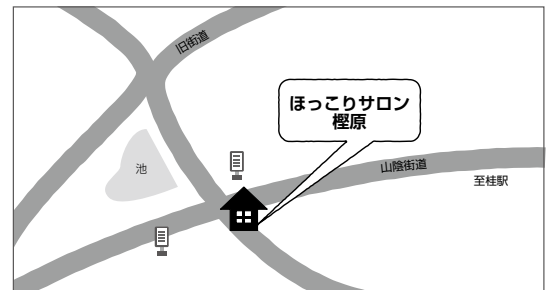 旧街道
ほっこりサロン
樫原
山陰街道
池
至桂駅